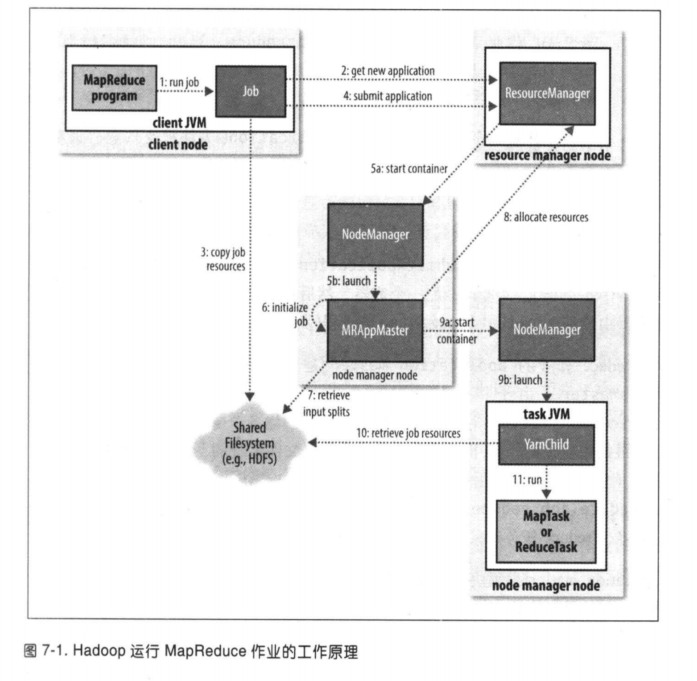 MapReduce
program
1: run job
Job
client JVM
client node
2: get new application
4: submit application
ResourceManager
resource manager node
5a: start container
8: allocate resources
3: copy job
resources
NodeManager
5b: launch
6: initialize
job
MRAppMaster
node manager node
9a: start
container
NodeManager
9b: launch
7: retrieve
input splits
Shared
Filesystem
(e.g., HDFS)
10: retrieve job resources
task JVM
YarnChild
11: run
MapTask
or
ReduceTask
node manager node
图 7-1. Hadoop 运行 MapReduce 作业的工作原理